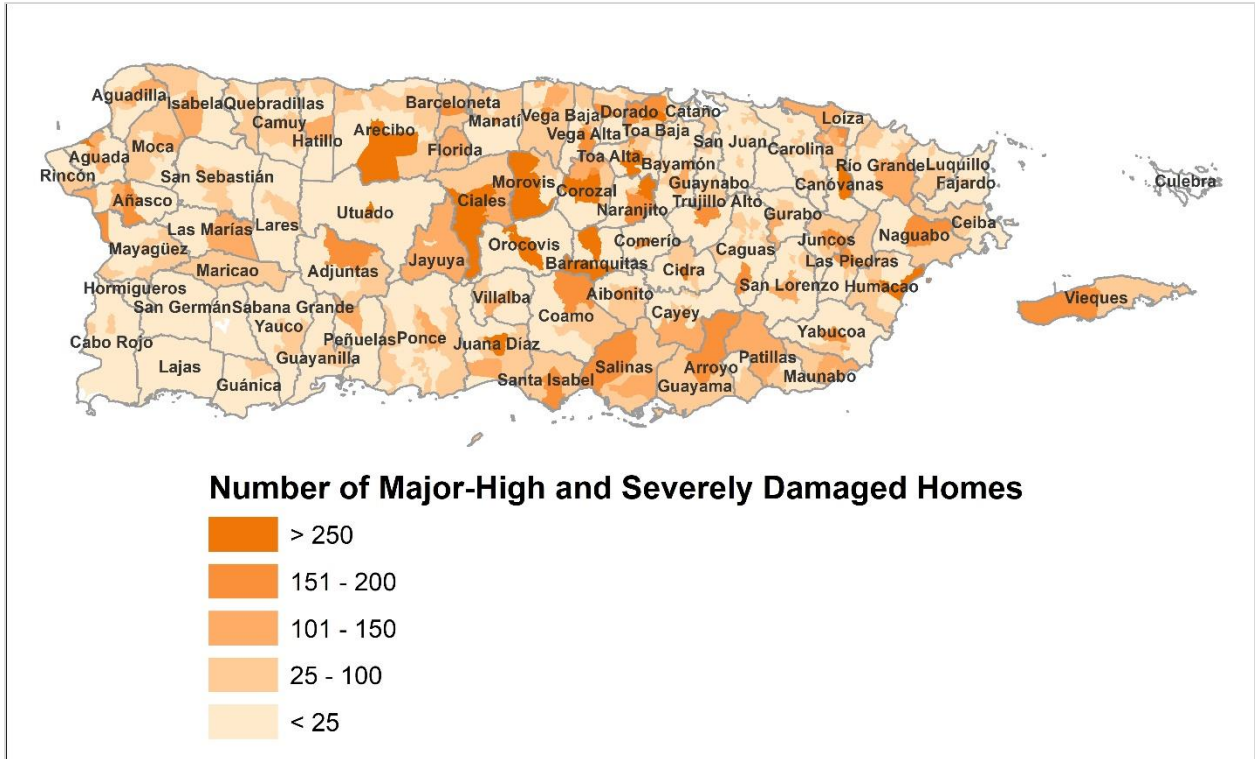 Aguadilla
Isabela
Quebradillas
Camuy
Hatillo
Arecibo
Barceloneta
Manatí
Vega Baja
Vega Alta
Dorado
Toa Baja
Cataño
San Juan
Carolina
Loíza
Río Grande
Luquillo
Fajardo
Culebra
Rincón
Aguada
Moca
San Sebastián
Florida
Ciales
Morovis
Corozal
Toa Alta
Bayamón
Guaynabo
Trujillo Alto
Canóvanas
Añasco
Las Marías
Lares
Utuado
Naranjito
Gurabo
Ceiba
Mayagüez
Maricao
Adjuntas
Jayuya
Orocovis
Barranquitas
Comerío
Cidra
Caguas
Juncos
Las Piedras
Naguabo
Hormigueros
San Germán
Sabana Grande
Yauco
Villalba
Coamo
Aibonito
Cayey
San Lorenzo
Humacao
Vieques
Cabo Rojo
Lajas
Guánica
Guayanilla
Peñuelas
Ponce
Juana Díaz
Santa Isabel
Salinas
Guayama
Arroyo
Patillas
Maunabo
Yabucoa
Number of Major-High and Severely Damaged Homes
> 250
151 - 200
101 - 150
25 - 100
< 25